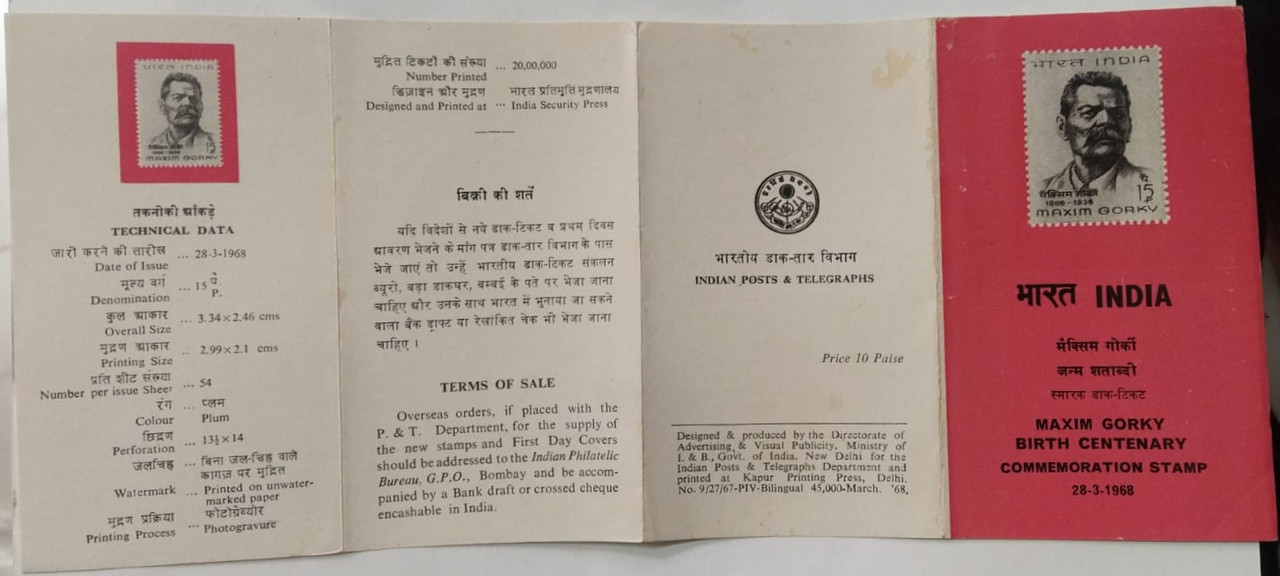 भारत INDIA
15
MAXIM GORKY
तकनीकी आंकड़े
TECHNICAL DATA
जारी करने की तारीख ... 28-3-1968
Date of Issue
मूल्य वर्ग ... 15 पै.
Denomination P.
कुल आकार ... 3.34×2.46 cms
Overall Size
मुद्रण आकार .. 2.99×2.1 cms
Printing Size
प्रति शीट संख्या ... 54
Number per issue Sheet
रंग ... प्लम
Colour Plum
छिद्रण ... 13½×14
Perforation
जलचिह्न ... बिना जल-चिह्न वाले
कागज़ पर मुद्रित
Watermark ... Printed on unwater-
marked paper
मुद्रण प्रक्रिया फोटोग्रेव्योर
Printing Process ... Photogravure
मुद्रित टिकटों की संख्या ... 20,00,000
Number Printed
डिज़ाइन और मुद्रण भारत प्रतिभूति मुद्रणालय
Designed and Printed at ... India Security Press
बिक्री की शर्तें
यदि विदेशों से नये डाक-टिकट व प्रथम दिवस
आवरण भेजने के मांग पत्र डाक-तार विभाग के पास
भेजे जाएं तो उन्हें भारतीय डाक-टिकट संकलन
ब्यूरो, बड़ा डाकघर, बम्बई के पते पर भेजा जाना
चाहिए और उनके साथ भारत में भुनाया जा सकने
वाला बैंक ड्राफ्ट या रेखांकित चेक भी भेजा जाना
चाहिए ।
TERMS OF SALE
Overseas orders, if placed with the
P. & T. Department, for the supply of
the new stamps and First Day Covers
should be addressed to the Indian Philatelic
Bureau, G.P.O., Bombay and be accom-
panied by a Bank draft or crossed cheque
encashable in India.
भारतीय डाक-तार विभाग
INDIAN POSTS & TELEGRAPHS
Price 10 Paise
Designed & produced by the Directorate of
Advertising & Visual Publicity, Ministry of
I. & B., Govt. of India, New Delhi for the
Indian Posts & Telegraphs Department and
printed at Kapur Printing Press, Delhi.
No. 9/27/67-PIV-Bilingual 45,000-March. '68.
भारत INDIA
मैक्सिम गोर्की
1868-1936
15 पै
MAXIM GORKY
भारत INDIA
मैक्सिम गोर्की
जन्म शताब्दी
स्मारक डाक-टिकट
MAXIM GORKY
BIRTH CENTENARY
COMMEMORATION STAMP
28-3-1968